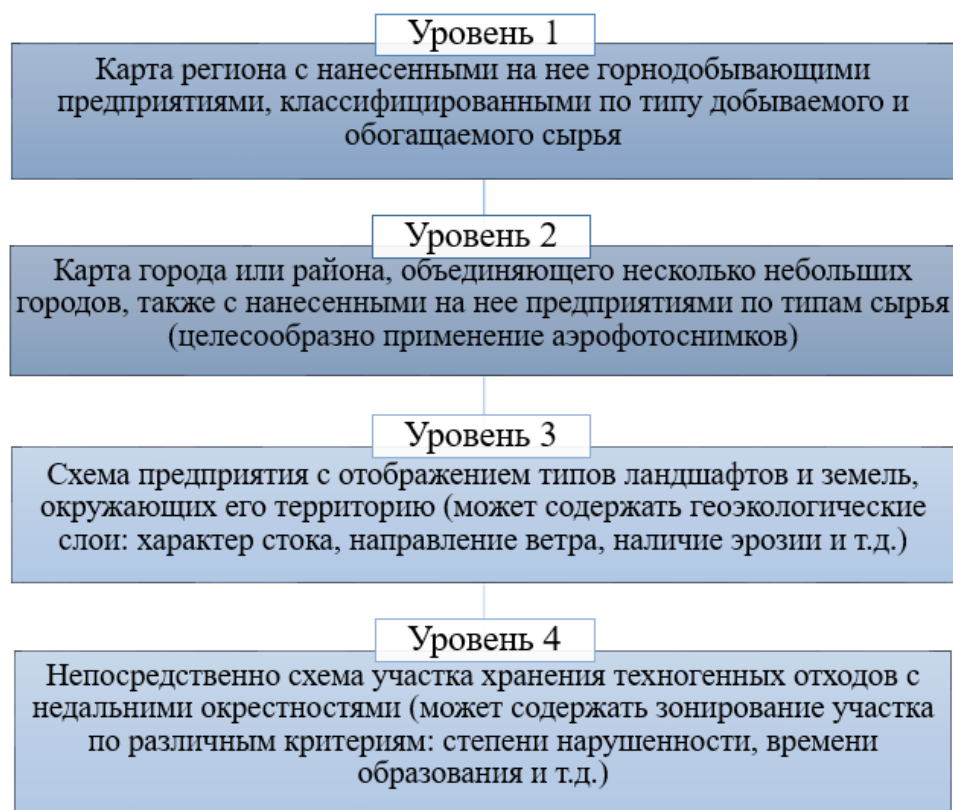 Уровень 1
Карта региона с нанесенными на нее горнодобывающими
предприятиями, классифицированными по типу добываемого и
обогащаемого сырья
Уровень 2
Карта города или района, объединяющего несколько небольших
городов, также с нанесенными на нее предприятиями по типам сырья
(целесообразно применение аэрофотоснимков)
Уровень 3
Схема предприятия с отображением типов ландшафтов и земель,
окружающих его территорию (может содержать геоэкологические
слои: характер стока, направление ветра, наличие эрозии и т.д.)
Уровень 4
Непосредственно схема участка хранения техногенных отходов с
недальними окрестностями (может содержать зонирование участка
по различным критериям: степени нарушенности, времени
образования и т.д.)